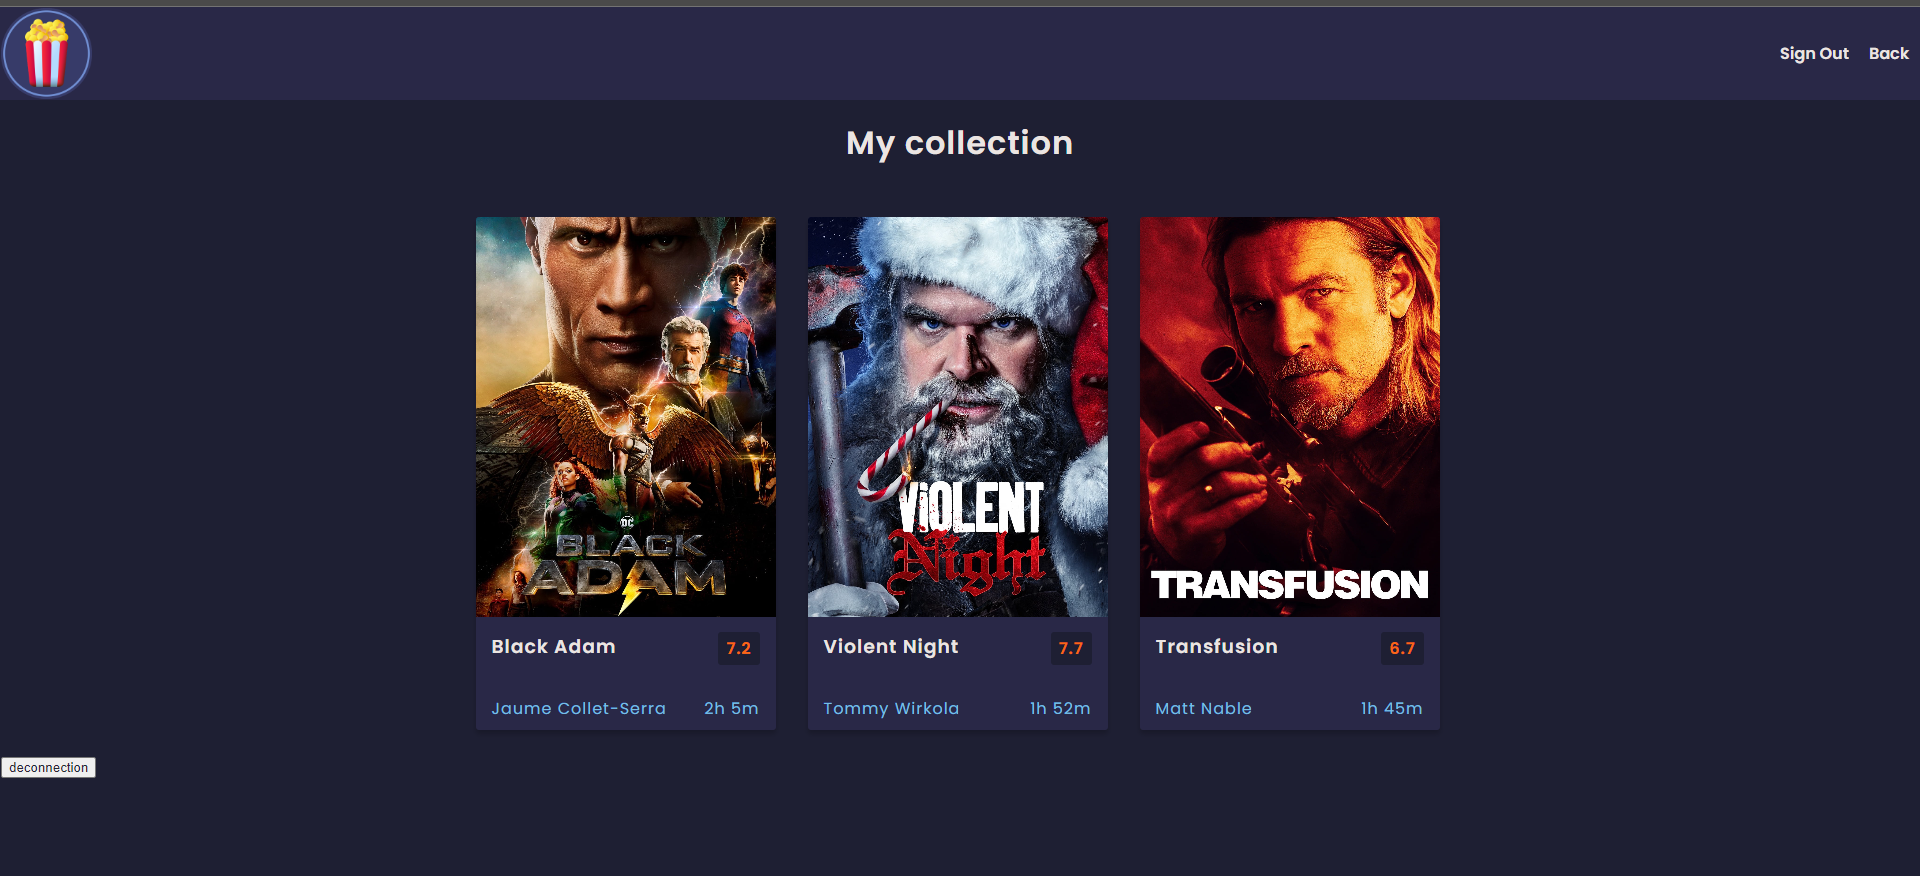 Sign Out Back
My collection
DC
BLACK
ADAM
VIOLENT
Night
TRANSFUSION
Black Adam 7.2
Jaume Collet-Serra 2h 5m
Violent Night 7.7
Tommy Wirkola 1h 52m
Transfusion 6.7
Matt Nable 1h 45m
deconnection